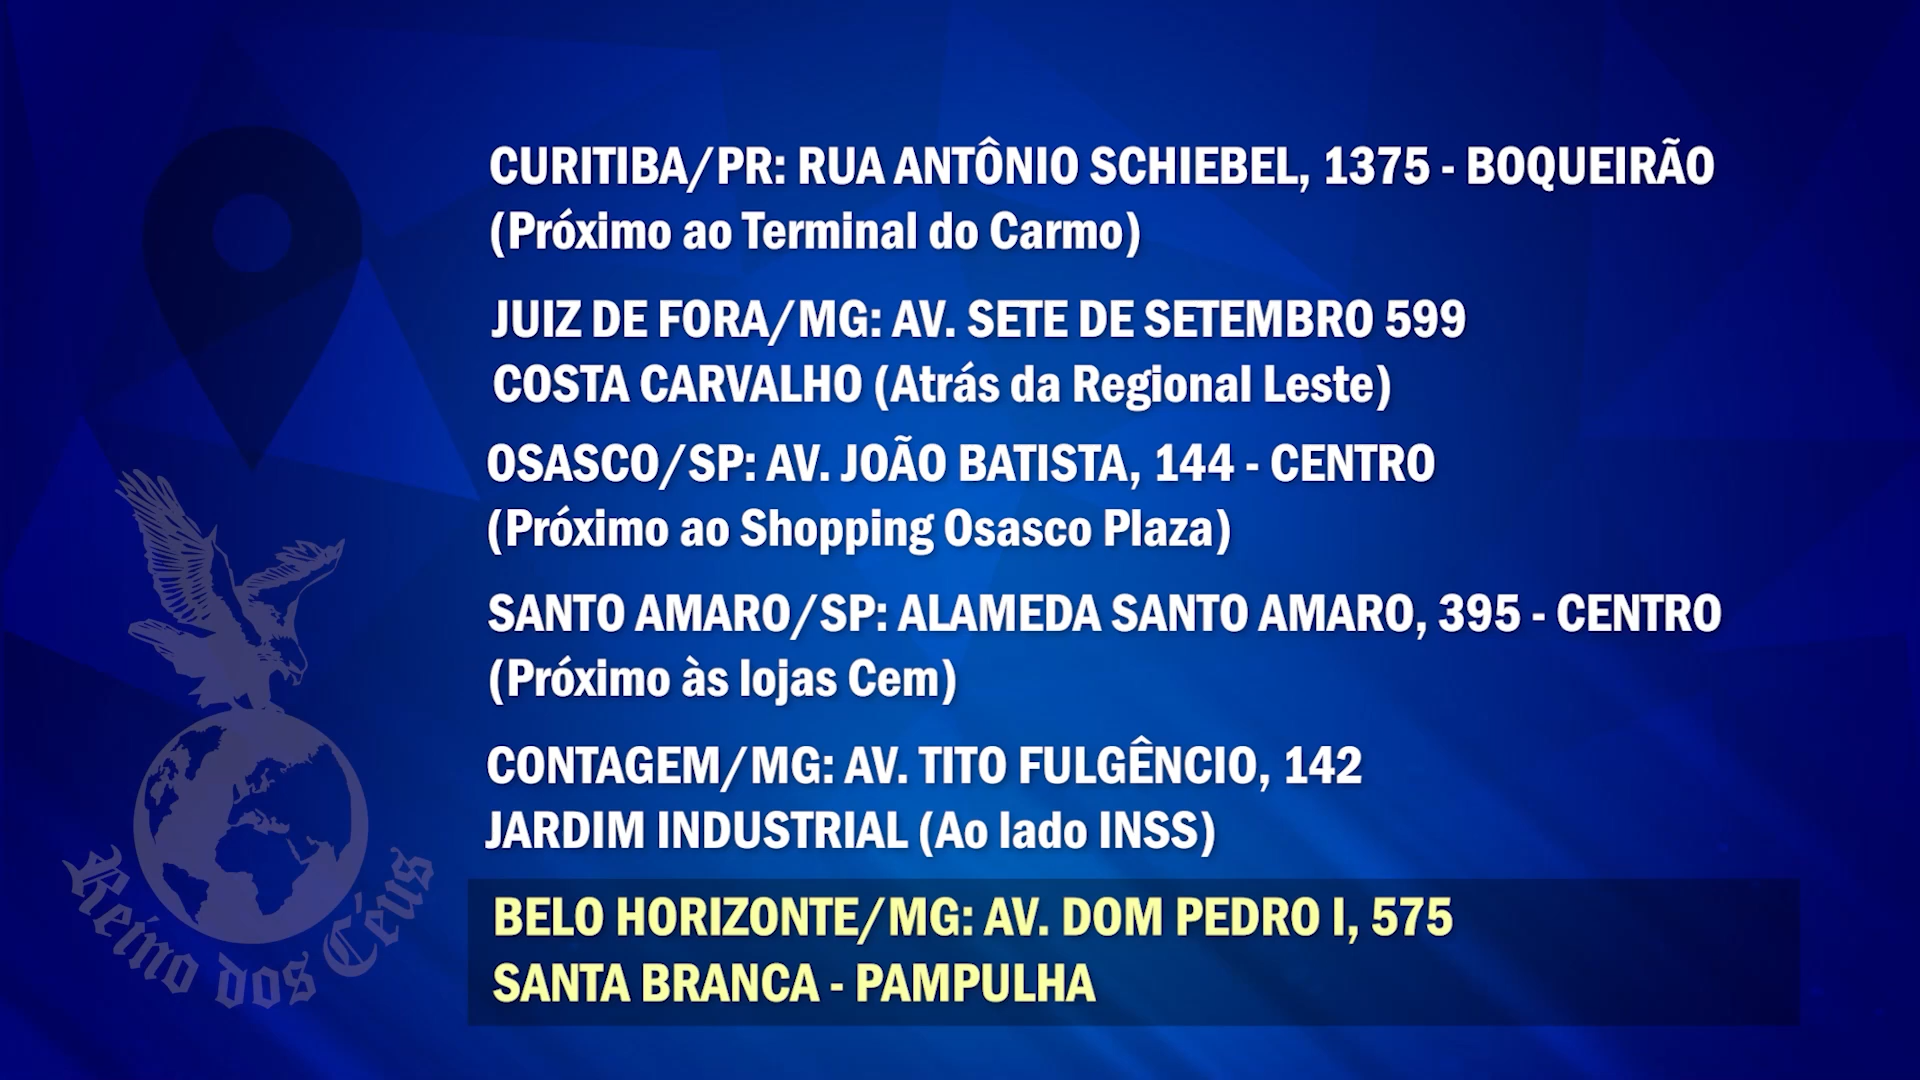 CURITIBA/PR: RUA ANTÔNIO SCHIEBEL, 1375 - BOQUEIRÃO
(Próximo ao Terminal do Carmo)
JUIZ DE FORA/MG: AV. SETE DE SETEMBRO 599
COSTA CARVALHO (Atrás da Regional Leste)
OSASCO/SP: AV. JOÃO BATISTA, 144 - CENTRO
(Próximo ao Shopping Osasco Plaza)
SANTO AMARO/SP: ALAMEDA SANTO AMARO, 395 - CENTRO
(Próximo às lojas Cem)
CONTAGEM/MG: AV. TITO FULGÊNCIO, 142
JARDIM INDUSTRIAL (Ao lado INSS)
BELO HORIZONTE/MG: AV. DOM PEDRO I, 575
SANTA BRANCA - PAMPULHA
Reino dos Céus